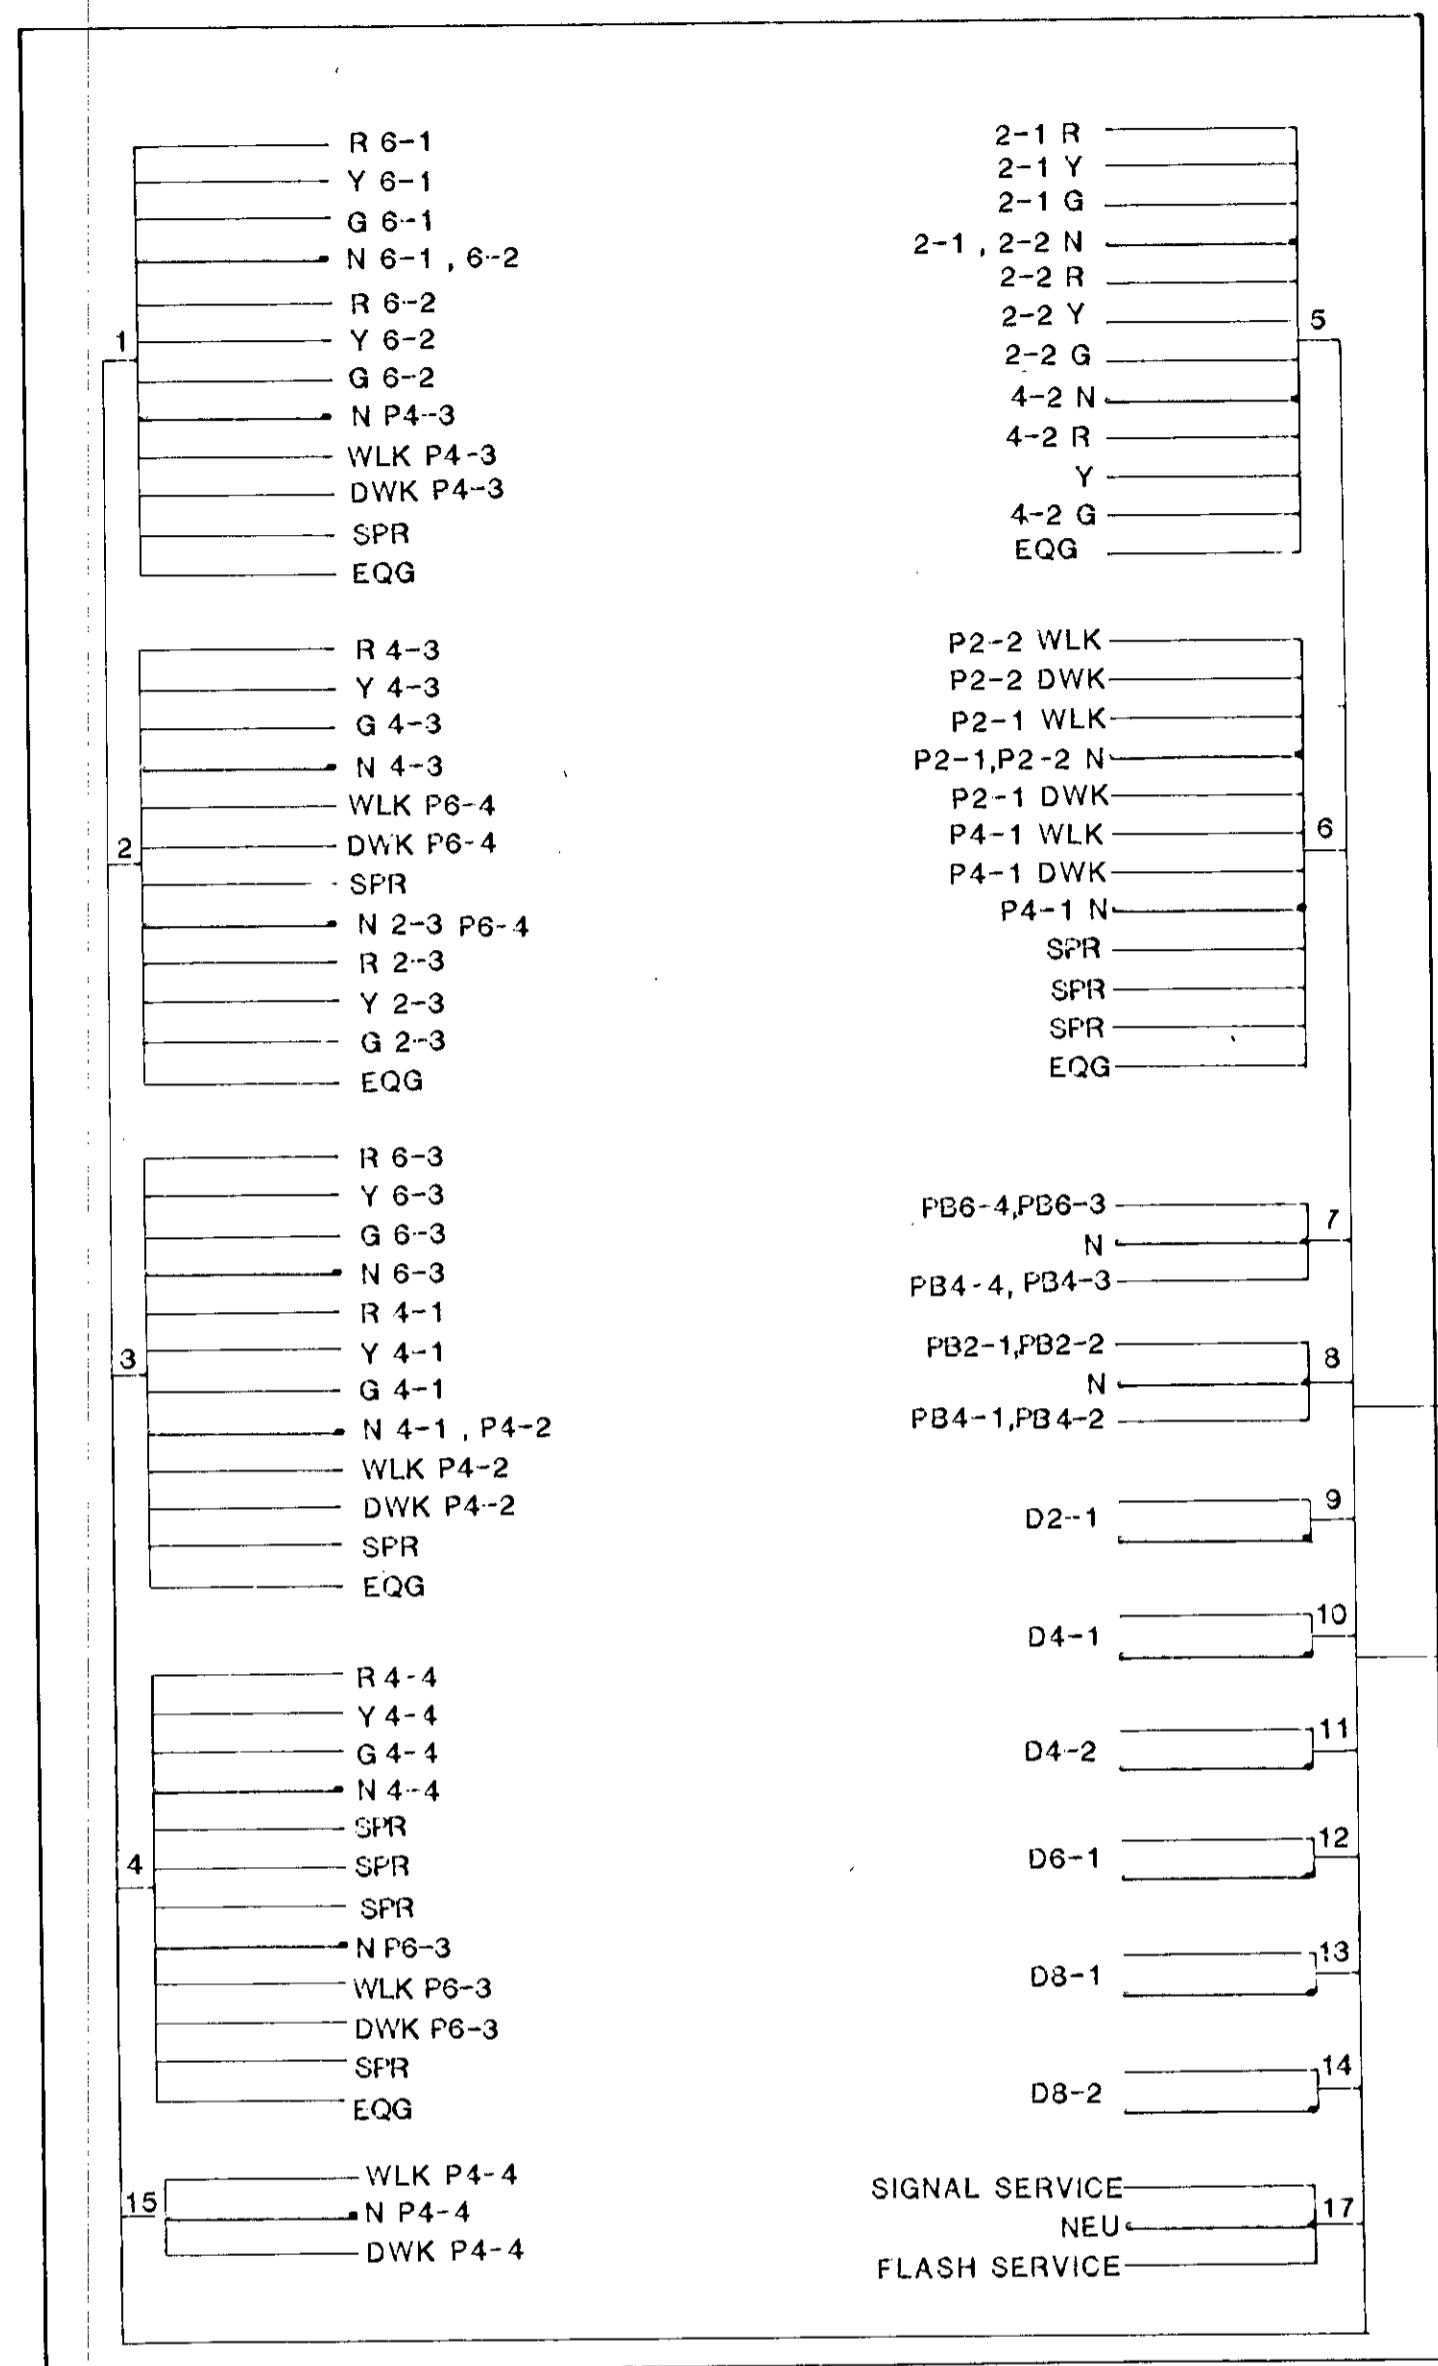 R 6-1
Y 6-1
G 6-1
N 6-1 , 6-2
R 6-2
1
Y 6-2
G 6-2
N P4-3
WLK P4-3
DWK P4-3
SPR
EQG
R 4-3
Y 4-3
G 4-3
N 4-3
WLK P6-4
2
DWK P6-4
SPR
N 2-3 P6-4
R 2-3
Y 2-3
G 2-3
EQG
R 6-3
Y 6-3
G 6-3
N 6-3
R 4-1
3
Y 4-1
G 4-1
N 4-1 , P4-2
WLK P4-2
DWK P4-2
SPR
EQG
R 4-4
Y 4-4
G 4-4
N 4-4
SPR
4
SPR
SPR
N P6-3
WLK P6-3
DWK P6-3
SPR
EQG
WLK P4-4
15
N P4-4
DWK P4-4
2-1 R
2-1 Y
2-1 G
2-1 , 2-2 N
2-2 R
2-2 Y
5
2-2 G
4-2 N
4-2 R
Y
4-2 G
EQG
P2-2 WLK
P2-2 DWK
P2-1 WLK
P2-1,P2-2 N
P2-1 DWK
P4-1 WLK
6
P4-1 DWK
P4-1 N
SPR
SPR
SPR
EQG
PB6-4,PB6-3
7
N
PB4-4, PB4-3
PB2-1,PB2-2
8
N
PB4-1,PB4-2
9
D2-1
10
D4-1
11
D4-2
12
D6-1
13
D8-1
14
D8-2
SIGNAL SERVICE
17
NEU
FLASH SERVICE